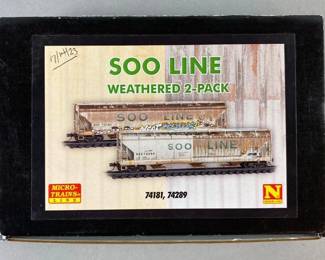 7/14/23
SOO LINE
WEATHERED 2-PACK
SOO LINE
SOO LINE
MICRO-
TRAINS®
LINE
74181, 74289
N